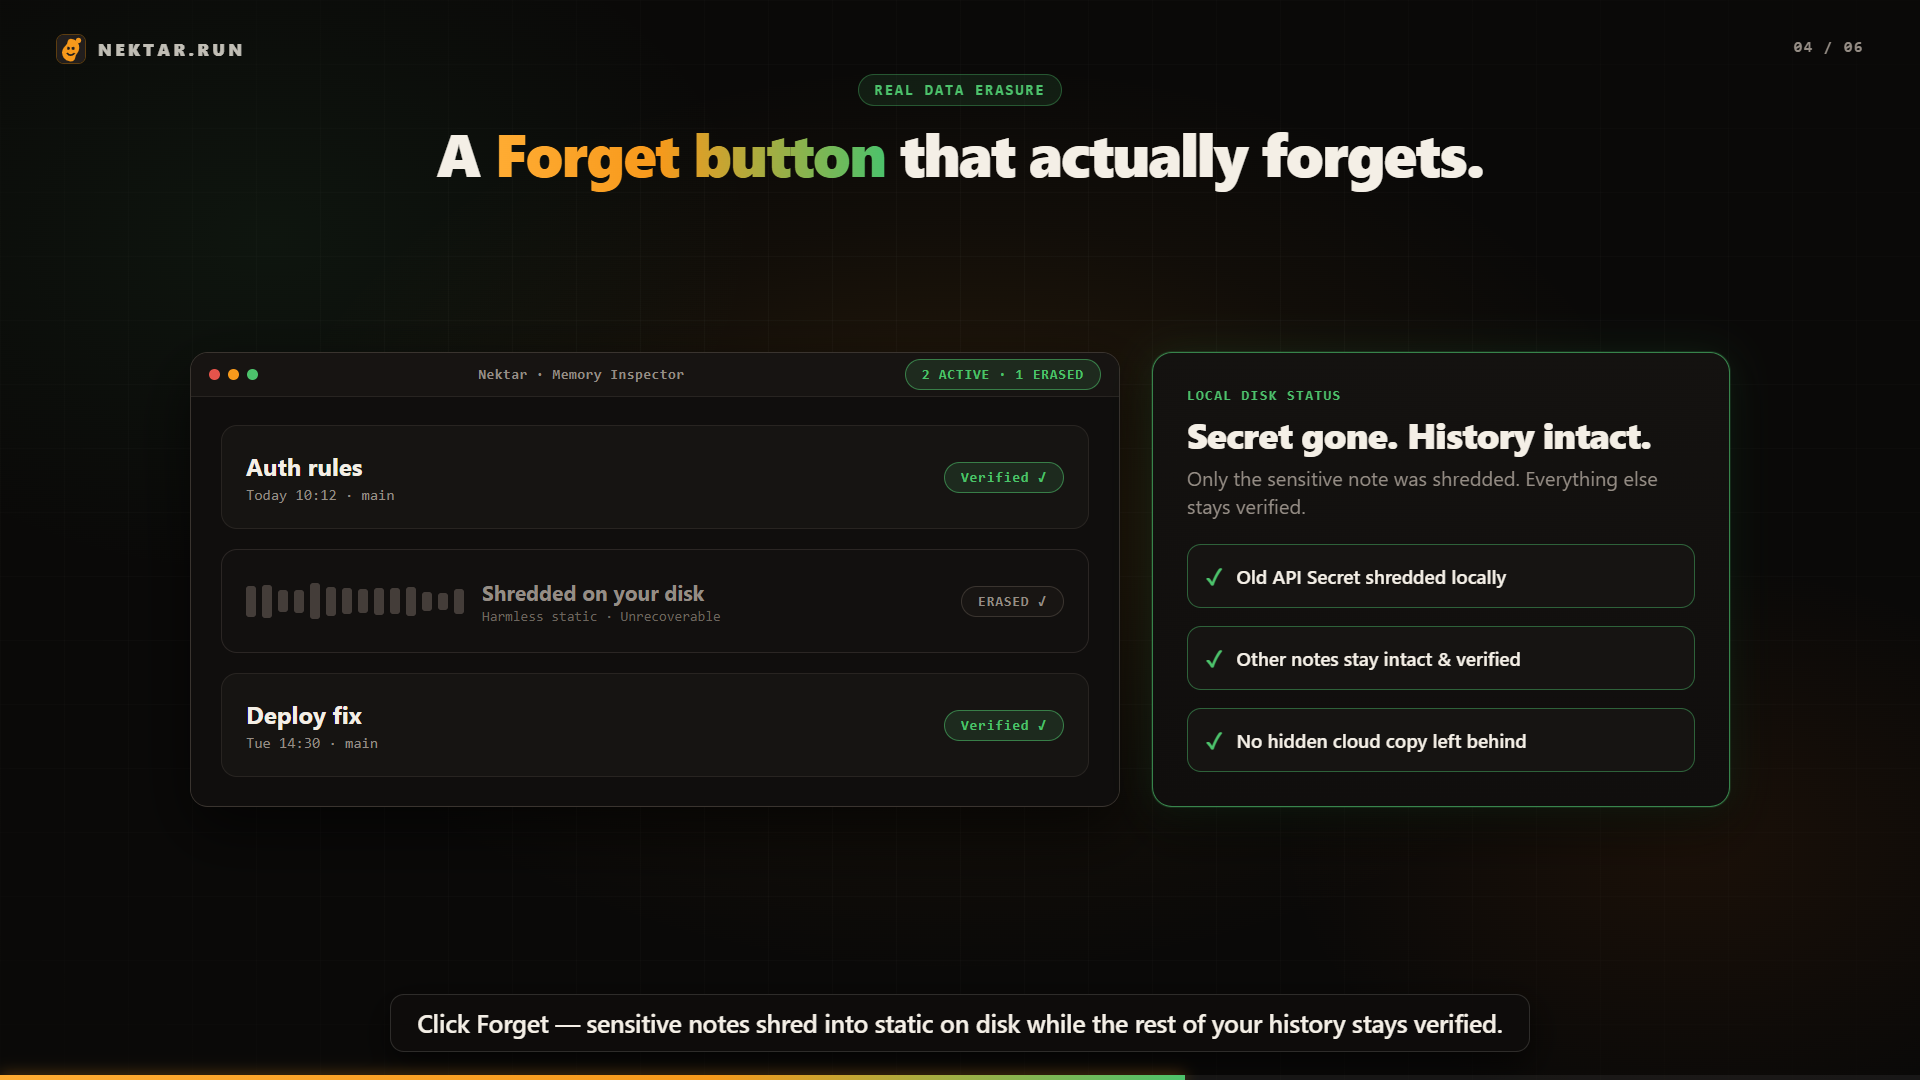 NEKTAR.RUN
04 / 06
REAL DATA ERASURE
A Forget button that actually forgets.
Nektar · Memory Inspector
2 ACTIVE · 1 ERASED
Auth rules
Today 10:12 · main
Verified ✓
Shredded on your disk
Harmless static · Unrecoverable
ERASED ✓
Deploy fix
Tue 14:30 · main
Verified ✓
LOCAL DISK STATUS
Secret gone. History intact.
Only the sensitive note was shredded. Everything else
stays verified.
✓ Old API Secret shredded locally
✓ Other notes stay intact & verified
✓ No hidden cloud copy left behind
Click Forget — sensitive notes shred into static on disk while the rest of your history stays verified.